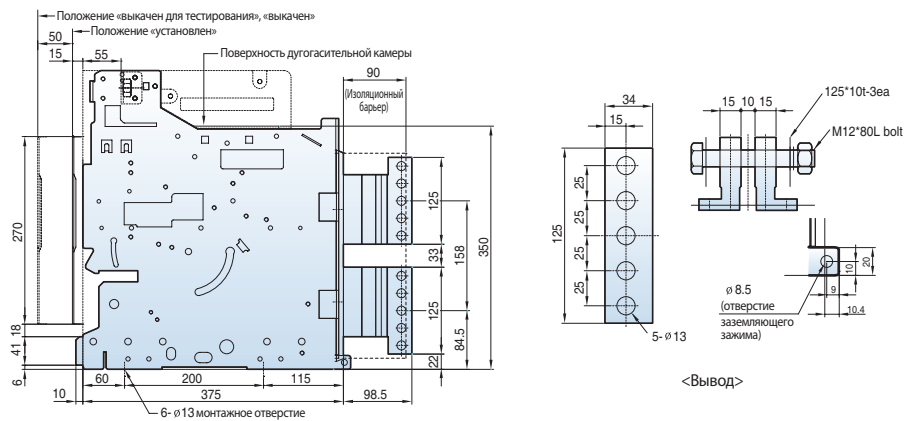 Положение «выкачен для тестирования», «выкачен»
Положение «установлен»
50
15
55
Поверхность дугогасительной камеры
90
(Изоляционный
барьер)
270
18
41
6
10
60
200
115
375
98.5
6- ø13 монтажное отверстие
125
33
125
22
158
84.5
350
34
15
125
25
25
25
25
5- ø13
15 10 15
125*10t-3ea
M12*80L bolt
ø 8.5
(отверстие
заземляющего
зажима)
10
20
9
10.4
<Вывод>